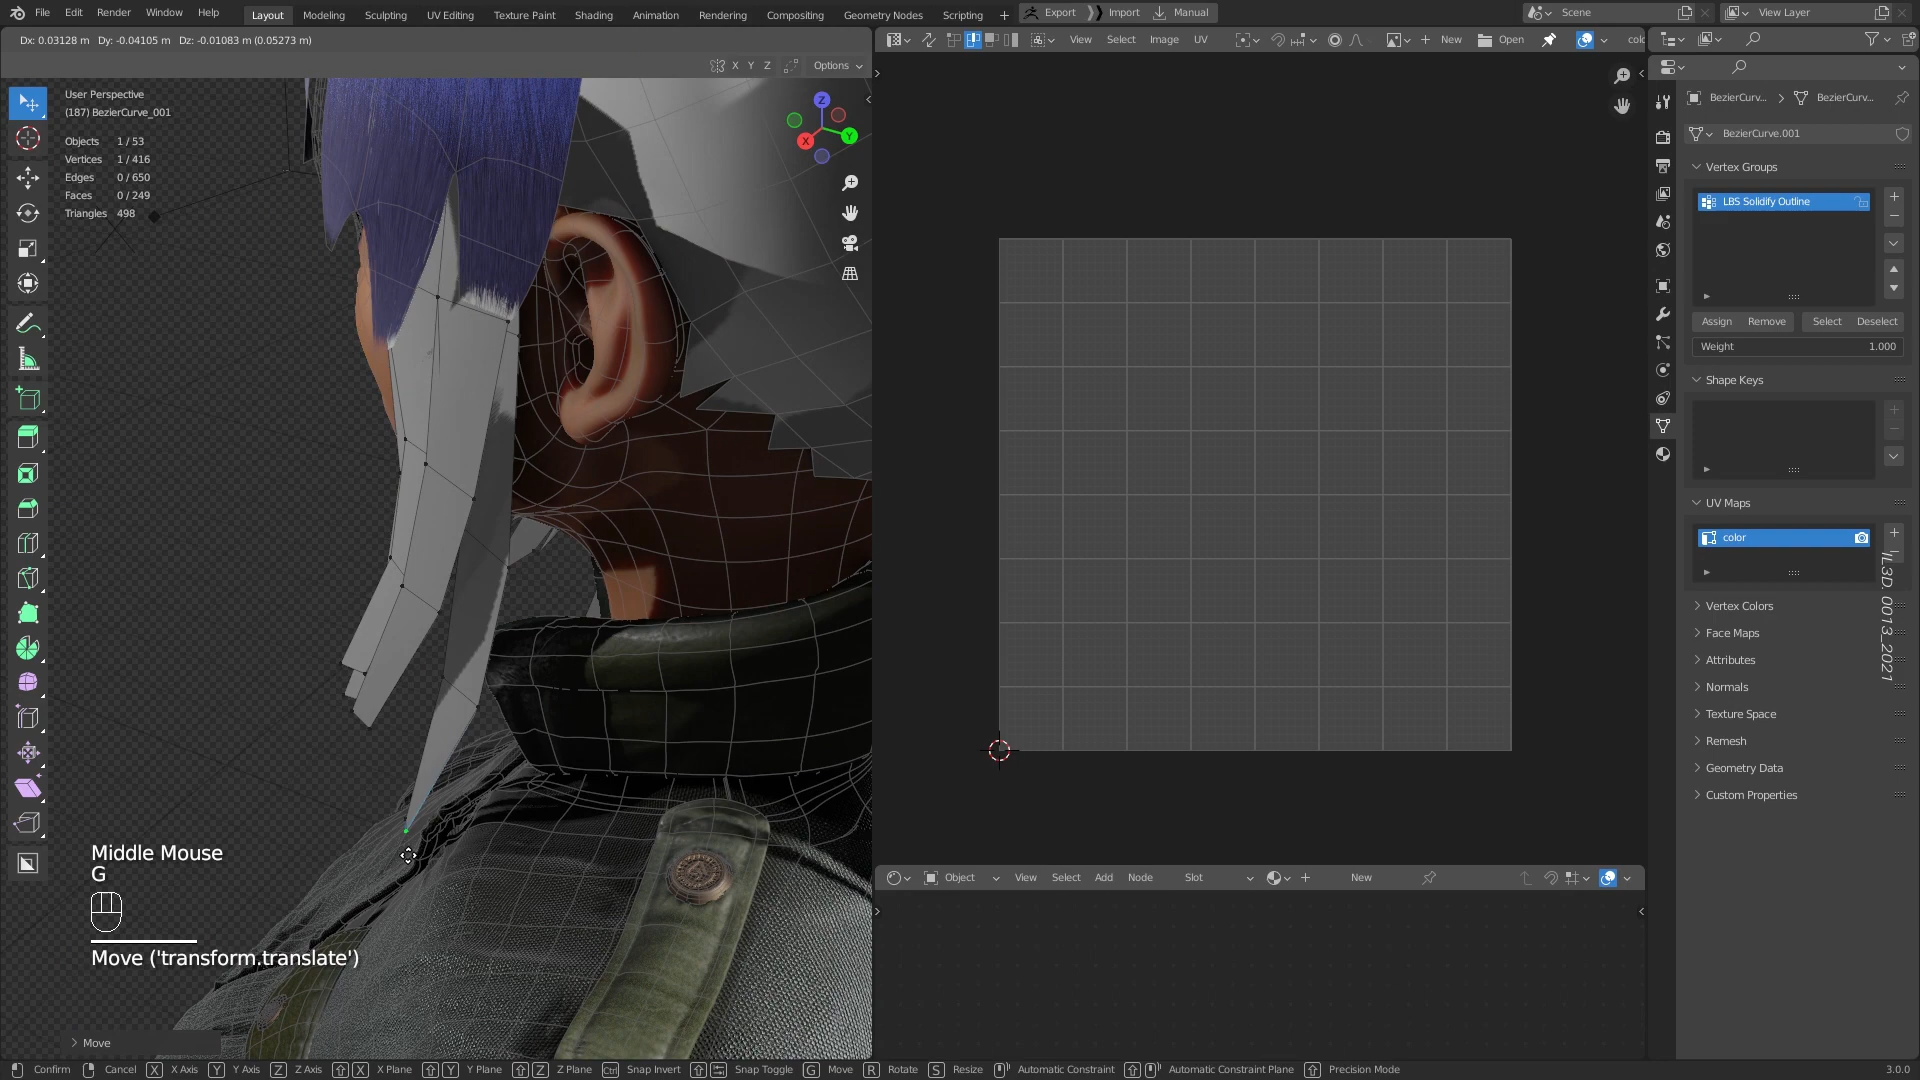 File Edit Render Window Help
Layout Modeling Sculpting UV Editing Texture Paint Shading Animation Rendering Compositing Geometry Nodes Scripting +
Export Import Manual
Scene
View Layer
Dx: 0.03128 m Dy: -0.04105 m Dz: -0.01083 m (0.05273 m)
View Select Image UV
New Open
X Y Z Options
User Perspective
(187) BezierCurve_001
Objects 1 / 53
Vertices 1 / 416
Edges 0 / 650
Faces 0 / 249
Triangles 498
Z
Y
X
BezierCurv... BezierCurv...
BezierCurve.001
Vertex Groups
LBS Solidify Outline
Assign Remove Select Deselect
Weight 1.000
Shape Keys
UV Maps
color
IL3D. 0013_2021
Vertex Colors
Face Maps
Attributes
Normals
Texture Space
Remesh
Geometry Data
Custom Properties
Middle Mouse
G
Move ('transform.translate')
Move
Object View Select Add Node Slot New
Confirm Cancel X X Axis Y Y Axis Z Z Axis X X Plane Y Y Plane Z Z Plane Ctrl Snap Invert Snap Toggle G Move R Rotate S Resize Automatic Constraint Automatic Constraint Plane Precision Mode 3.0.0